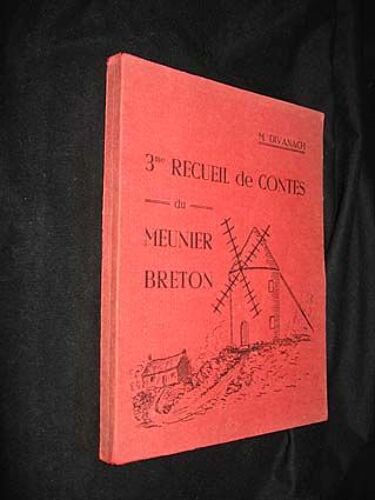 M. DIVANACH
3me RECUEIL de CONTES
du
MEUNIER
BRETON